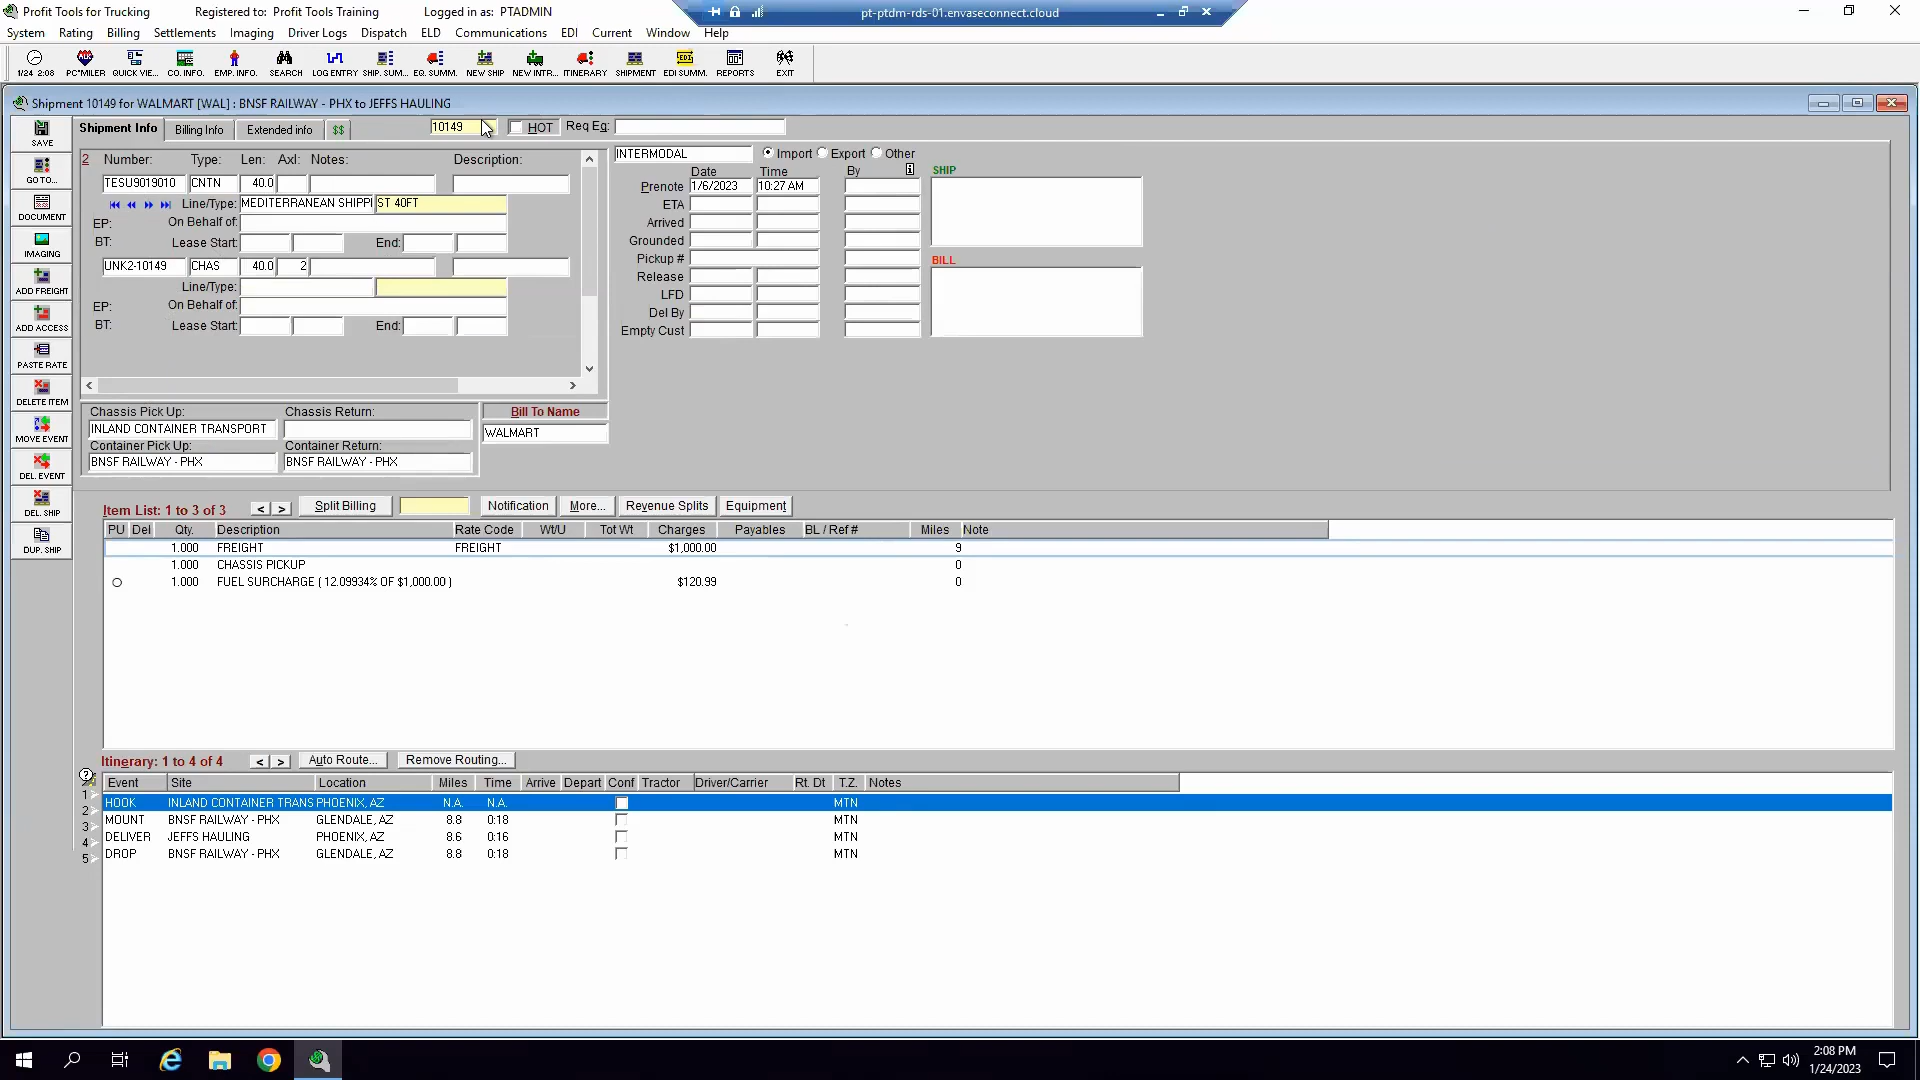 Profit Tools for Trucking Registered to: Profit Tools Training Logged in as: PTADMIN
pt-ptdm-rds-01.envaseconnect.cloud
System Rating Billing Settlements Imaging Driver Logs Dispatch ELD Communications EDI Current Window Help
1/24 2:08 PC*MILER QUICK VIE... CO. INFO. EMP. INFO. SEARCH LOG ENTRY SHIP. SUM... EQ. SUMM. NEW SHIP NEW INTR... ITINERARY SHIPMENT EDI SUMM. REPORTS EXIT
Shipment 10149 for WALMART [WAL] : BNSF RAILWAY - PHX to JEFFS HAULING
SAVE
GO TO...
DOCUMENT
IMAGING
ADD FREIGHT
ADD ACCESS
PASTE RATE
DELETE ITEM
MOVE EVENT
DEL. EVENT
DEL. SHIP
DUP. SHIP
Shipment Info Billing Info Extended info $$ 10149 HOT Req Eq:
2 Number: Type: Len: Axl: Notes: Description:
TESU9019010 CNTN 40.0
Line/Type: MEDITERRANEAN SHIPPI ST 40FT
EP: On Behalf of:
BT: Lease Start: End:
UNK2-10149 CHAS 40.0 2
Line/Type:
EP: On Behalf of:
BT: Lease Start: End:
INTERMODAL Import Export Other
Date Time By
Prenote 1/6/2023 10:27 AM
ETA
Arrived
Grounded
Pickup #
Release
LFD
Del By
Empty Cust
SHIP
BILL
Chassis Pick Up: Chassis Return:
INLAND CONTAINER TRANSPORT
Container Pick Up: Container Return:
BNSF RAILWAY - PHX BNSF RAILWAY - PHX
Bill To Name
WALMART
Item List: 1 to 3 of 3 < > Split Billing Notification More... Revenue Splits Equipment
PU Del Qty. Description Rate Code Wt/U Tot Wt Charges Payables BL / Ref # Miles Note
1.000 FREIGHT FREIGHT $1,000.00 9
1.000 CHASSIS PICKUP 0
1.000 FUEL SURCHARGE ( 12.09934% OF $1,000.00 ) $120.99 0
Itinerary: 1 to 4 of 4 < > Auto Route... Remove Routing...
Event Site Location Miles Time Arrive Depart Conf Tractor Driver/Carrier Rt. Dt T.Z. Notes
1 HOOK INLAND CONTAINER TRANS PHOENIX, AZ N.A. N.A. MTN
2 MOUNT BNSF RAILWAY - PHX GLENDALE, AZ 8.8 0:18 MTN
3 DELIVER JEFFS HAULING PHOENIX, AZ 8.6 0:16 MTN
4 DROP BNSF RAILWAY - PHX GLENDALE, AZ 8.8 0:18 MTN
5
2:08 PM
1/24/2023